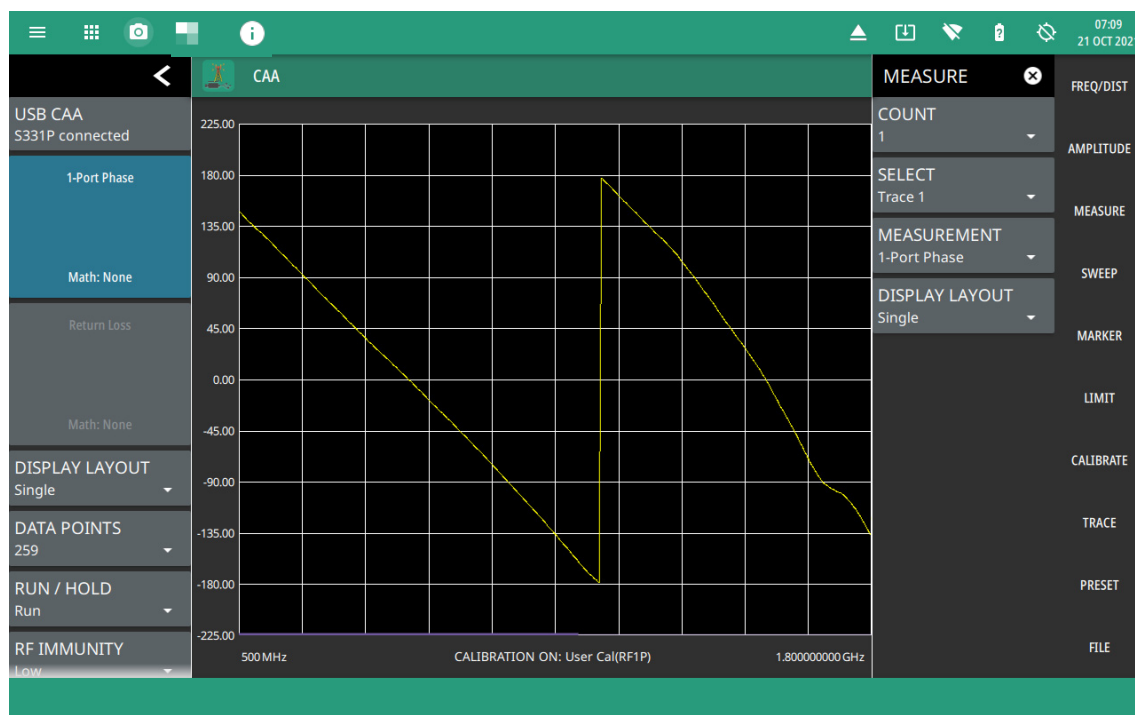 07:09
21 OCT 202
CAA
USB CAA
S331P connected
1-Port Phase
Math: None
Return Loss
Math: None
DISPLAY LAYOUT
Single
DATA POINTS
259
RUN / HOLD
Run
RF IMMUNITY
Low
225.00
180.00
135.00
90.00
45.00
0.00
-45.00
-90.00
-135.00
-180.00
-225.00
500 MHz
CALIBRATION ON: User Cal(RF1P)
1.800000000 GHz
MEASURE
COUNT
1
SELECT
Trace 1
MEASUREMENT
1-Port Phase
DISPLAY LAYOUT
Single
FREQ/DIST
AMPLITUDE
MEASURE
SWEEP
MARKER
LIMIT
CALIBRATE
TRACE
PRESET
FILE